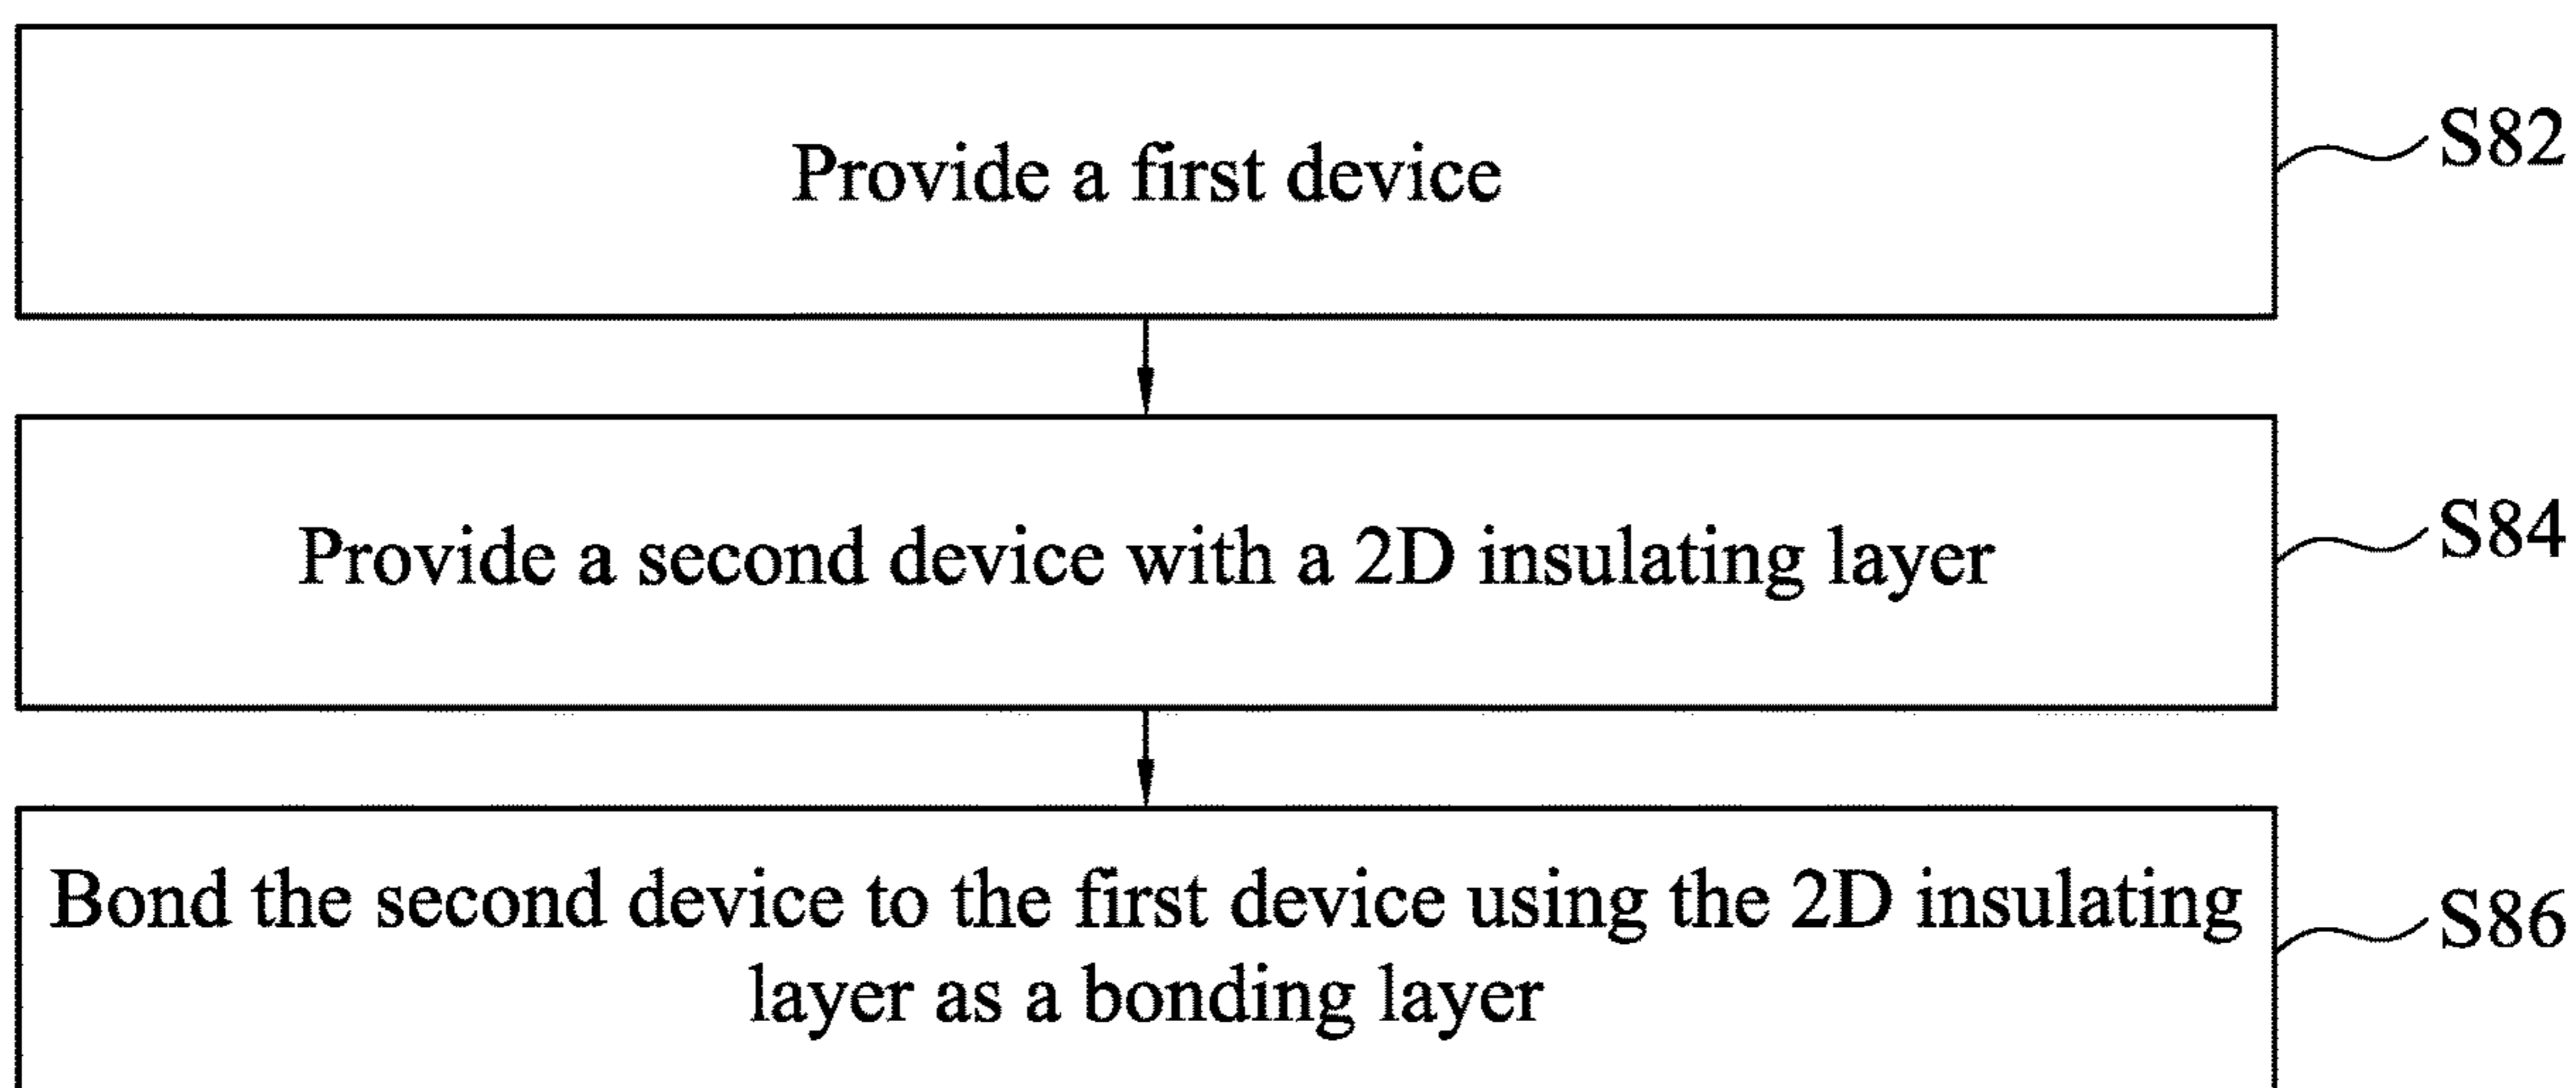 Provide a first device
S82
Provide a second device with a 2D insulating layer
S84
Bond the second device to the first device using the 2D insulating
layer as a bonding layer
S86